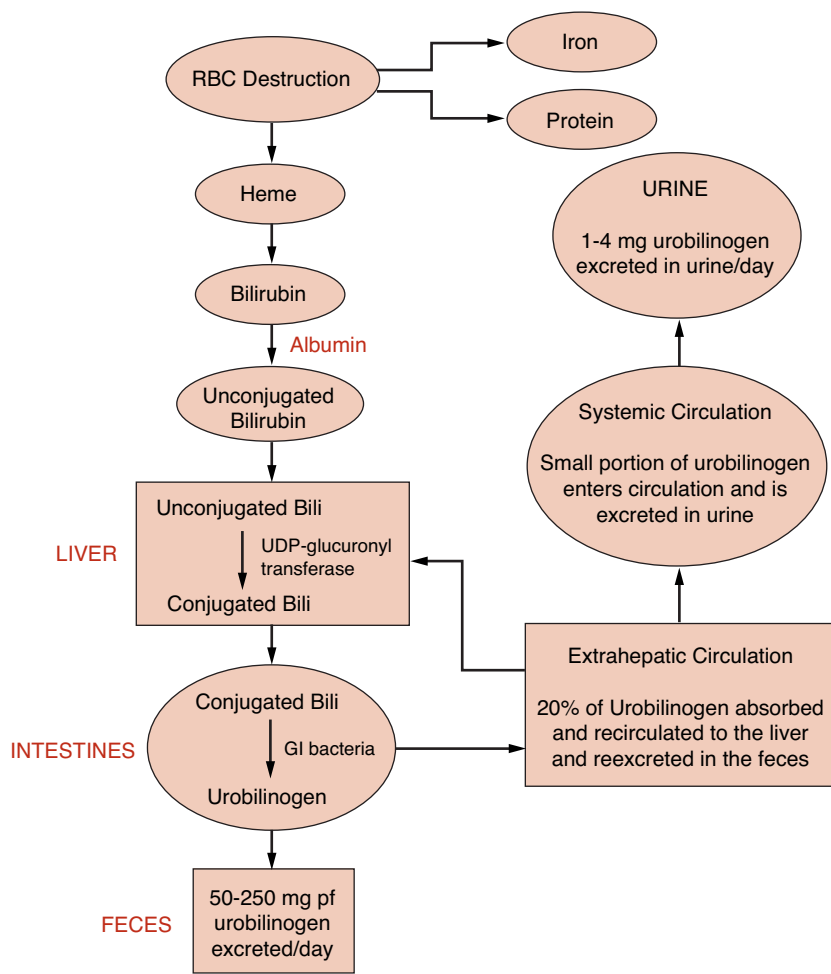 RBC Destruction
Iron
Protein
Heme
Bilirubin
Albumin
Unconjugated
Bilirubin
LIVER
Unconjugated Bili
UDP-glucuronyl
transferase
Conjugated Bili
INTESTINES
Conjugated Bili
GI bacteria
Urobilinogen
FECES
50-250 mg pf
urobilinogen
excreted/day
Extrahepatic Circulation
20% of Urobilinogen absorbed
and recirculated to the liver
and reexcreted in the feces
Systemic Circulation
Small portion of urobilinogen
enters circulation and is
excreted in urine
URINE
1-4 mg urobilinogen
excreted in urine/day